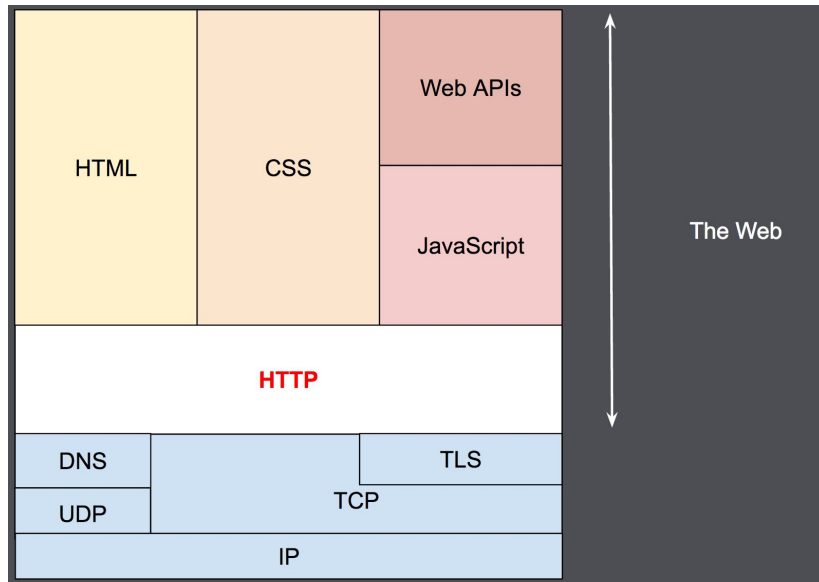 Web APIs
HTML
CSS
JavaScript
The Web
HTTP
DNS
TLS
UDP
TCP
IP